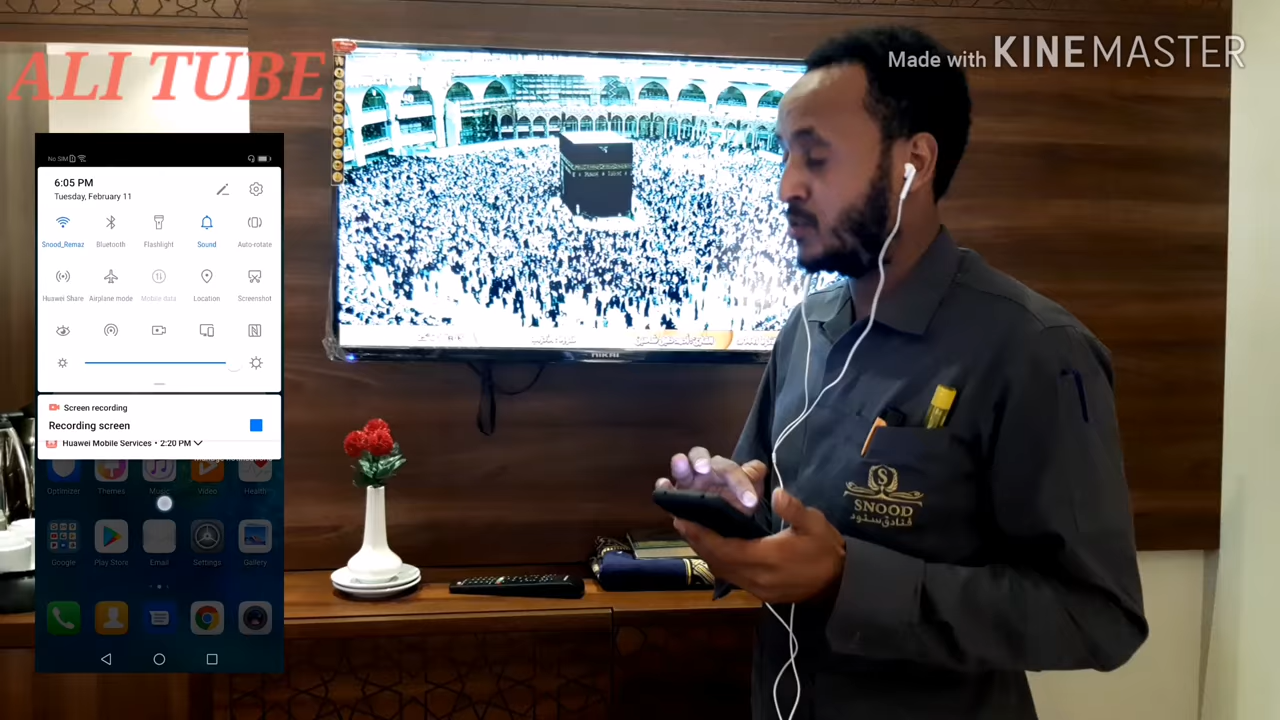 ALI TUBE
Made with KINEMASTER
No SIM
6:05 PM
Tuesday, February 11
Snood_Remaz
Bluetooth
Flashlight
Sound
Auto-rotate
Huawei Share
Airplane mode
Mobile data
Location
Screenshot
Screen recording
Recording screen
Huawei Mobile Services • 2:20 PM
Optimizer
Themes
Music
Video
Health
Google
Play Store
Email
Settings
Gallery
NIKAI
S
SNOOD
فنادق سنود